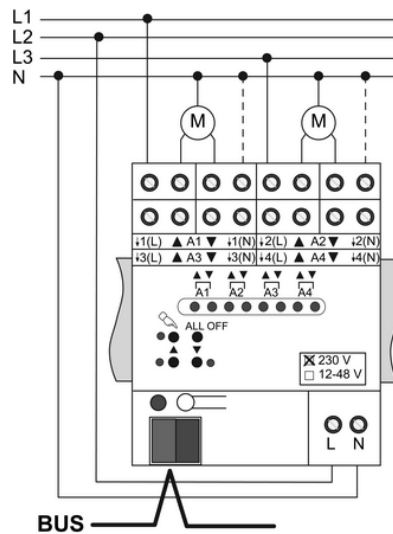 L1
L2
L3
N
M M
↓1(L) ▲ A1 ▼ ↓1(N) ↓2(L) ▲ A2 ▼ ↓2(N)
↓3(L) ▲ A3 ▼ ↓3(N) ↓4(L) ▲ A4 ▼ ↓4(N)
▲ ▼ ▲ ▼ ▲ ▼ ▲ ▼
A1 A2 A3 A4
ALL OFF
▲ ▼
230 V
12-48 V
L N
BUS